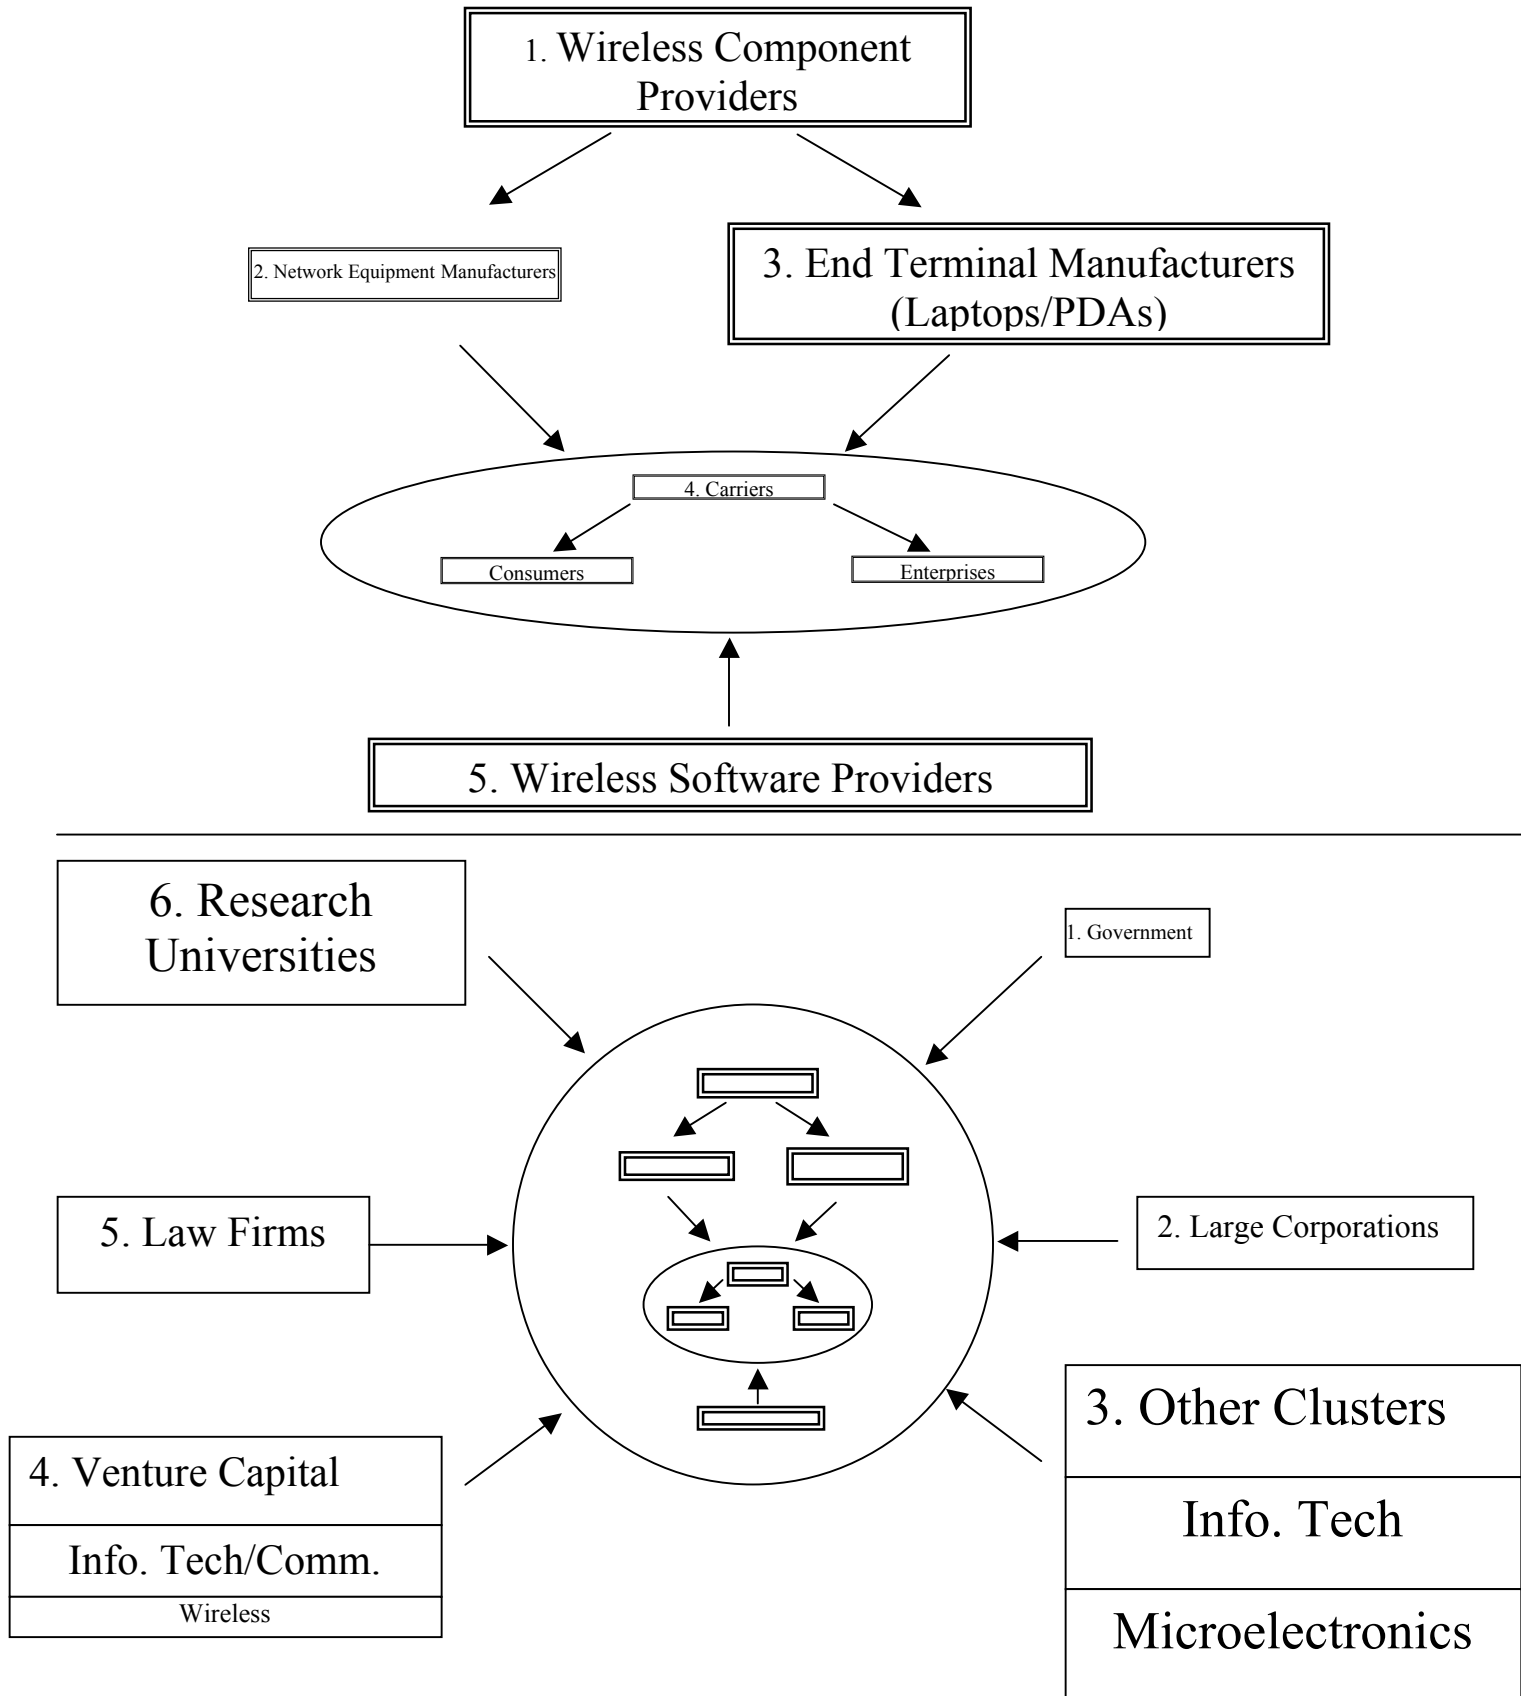 1. Wireless Component
Providers
2. Network Equipment Manufacturers
3. End Terminal Manufacturers
(Laptops/PDAs)
4. Carriers
Consumers
Enterprises
5. Wireless Software Providers
6. Research
Universities
1. Government
5. Law Firms
2. Large Corporations
3. Other Clusters
Info. Tech
Microelectronics
4. Venture Capital
Info. Tech/Comm.
Wireless